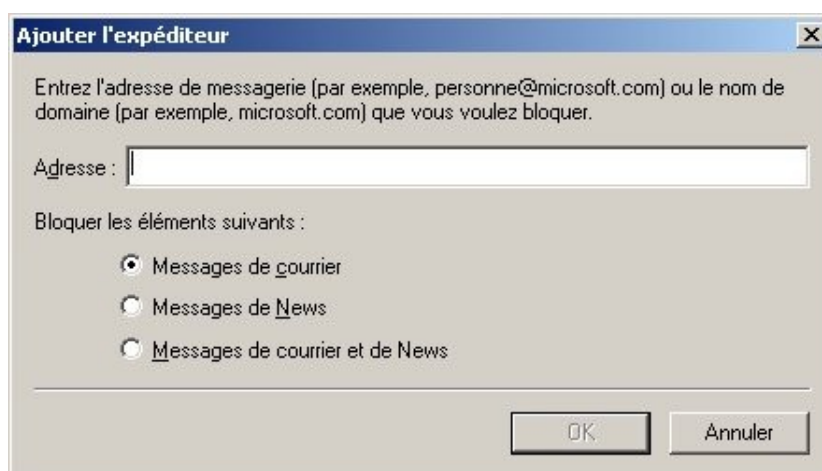 Ajouter l'expéditeur
Entrez l'adresse de messagerie (par exemple, personne@microsoft.com) ou le nom de
domaine (par exemple, microsoft.com) que vous voulez bloquer.
Adresse :
Bloquer les éléments suivants :
Messages de courrier
Messages de News
Messages de courrier et de News
OK
Annuler